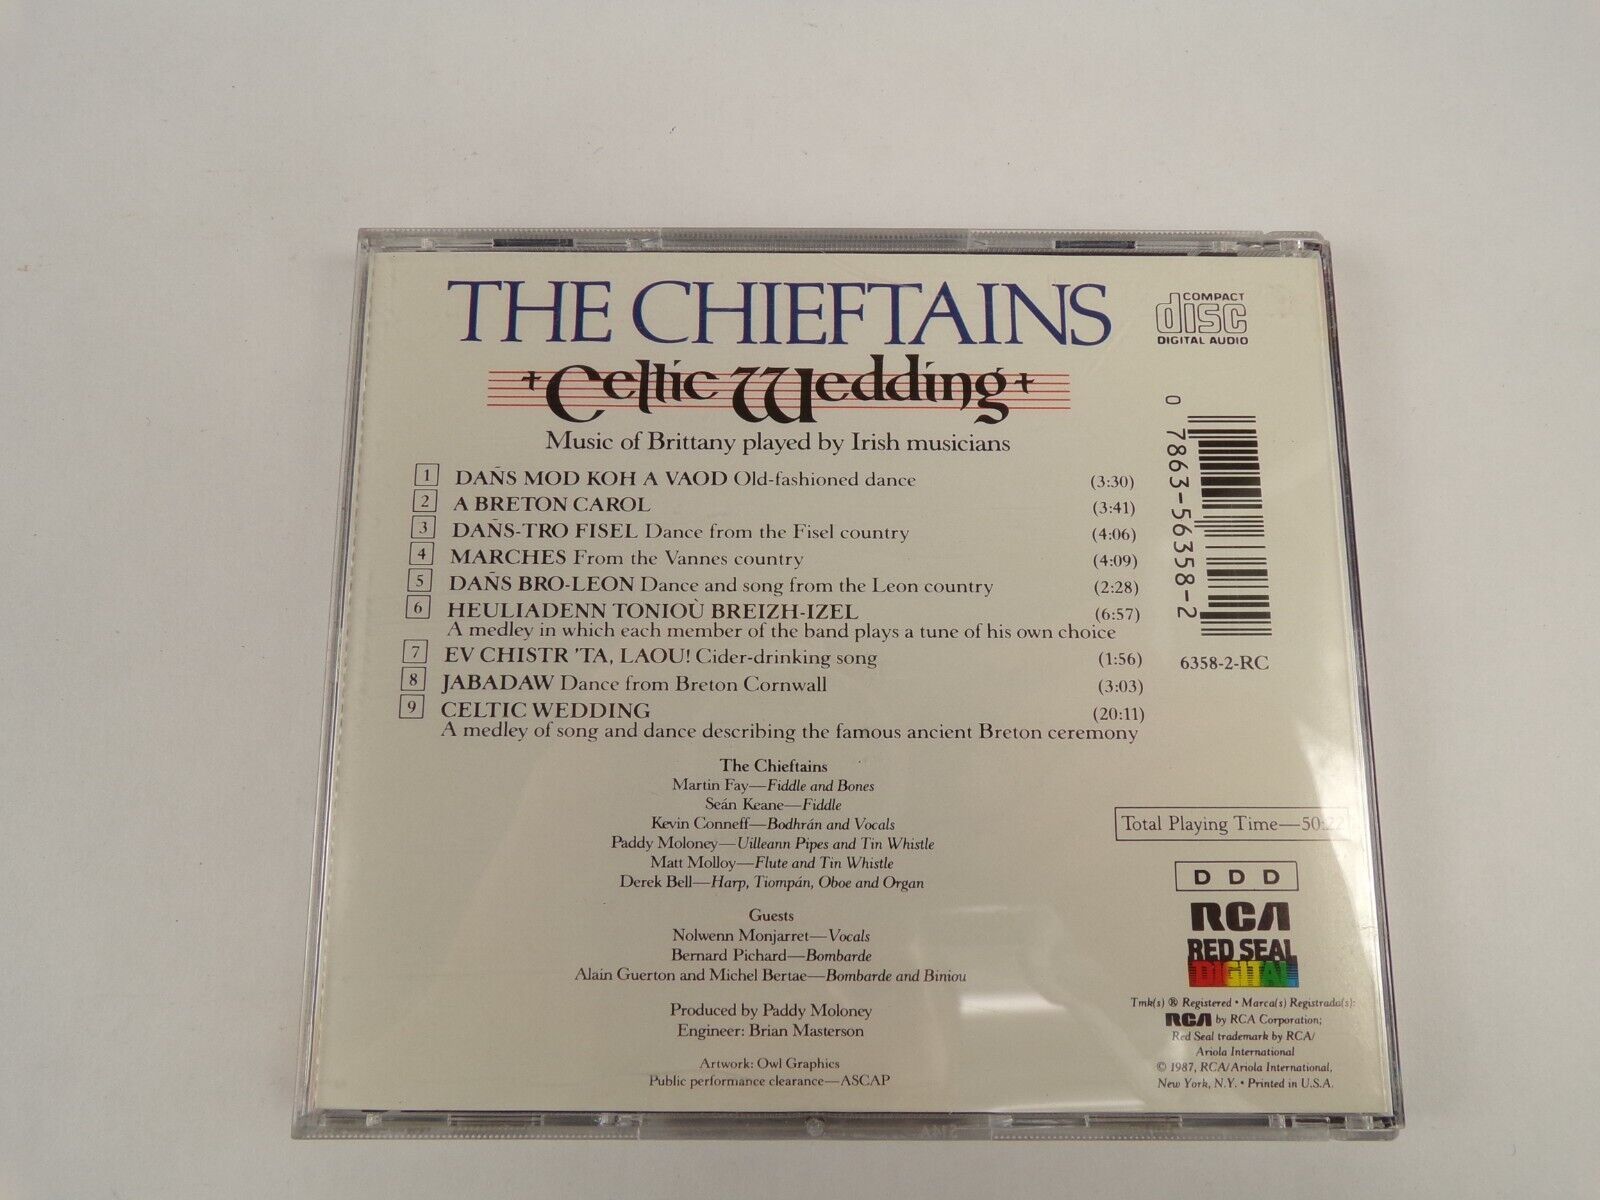 THE CHIEFTAINS
COMPACT
disc
DIGITAL AUDIO
Celtic Wedding
Music of Brittany played by Irish musicians
1 DAÑS MOD KOH A VAOD Old-fashioned dance (3:30)
2 A BRETON CAROL (3:41)
3 DAÑS-TRO FISEL Dance from the Fisel country (4:06)
4 MARCHES From the Vannes country (4:09)
5 DAÑS BRO-LEON Dance and song from the Leon country (2:28)
6 HEULIADENN TONIOÙ BREIZH-IZEL (6:57)
A medley in which each member of the band plays a tune of his own choice
7 EV CHISTR 'TA, LAOU! Cider-drinking song (1:56)
8 JABADAW Dance from Breton Cornwall (3:03)
9 CELTIC WEDDING (20:11)
A medley of song and dance describing the famous ancient Breton ceremony
0 7863-56358-2
6358-2-RC
The Chieftains
Martin Fay—Fiddle and Bones
Seán Keane—Fiddle
Kevin Conneff—Bodhrán and Vocals
Paddy Moloney—Uilleann Pipes and Tin Whistle
Matt Molloy—Flute and Tin Whistle
Derek Bell—Harp, Tiompán, Oboe and Organ
Guests
Nolwenn Monjarret—Vocals
Bernard Pichard—Bombarde
Alain Guerton and Michel Bertae—Bombarde and Biniou
Produced by Paddy Moloney
Engineer: Brian Masterson
Artwork: Owl Graphics
Public performance clearance—ASCAP
Total Playing Time—
D D D
RCA
RED SEAL
DIGITAL
Tmk(s) ® Registered • Marca(s) Registrada(s):
RCA by RCA Corporation;
Red Seal trademark by RCA/
Ariola International
© 1987, RCA/Ariola International,
New York, N.Y. • Printed in U.S.A.